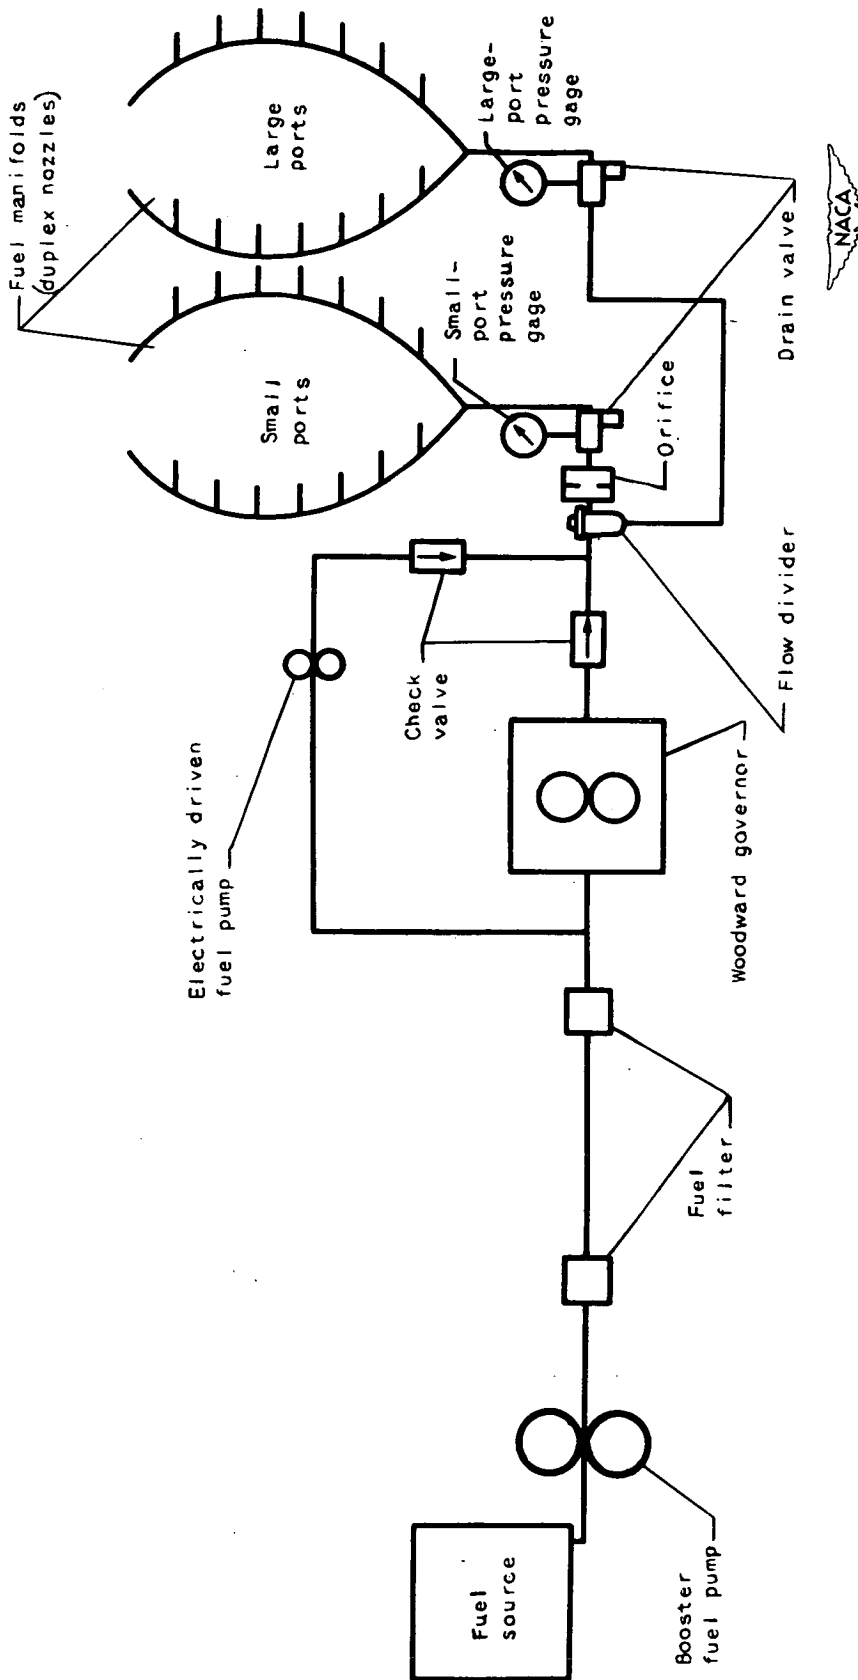 Fuel manifolds
(duplex nozzles)
Large
ports
Small
ports
Large-
port
pressure
gage
Small-
port
pressure
gage
Electrically driven
fuel pump
Check
valve
Orifice
Drain valve
NACA
Flow divider
Woodward governor
Fuel
filter
Fuel
source
Booster
fuel pump